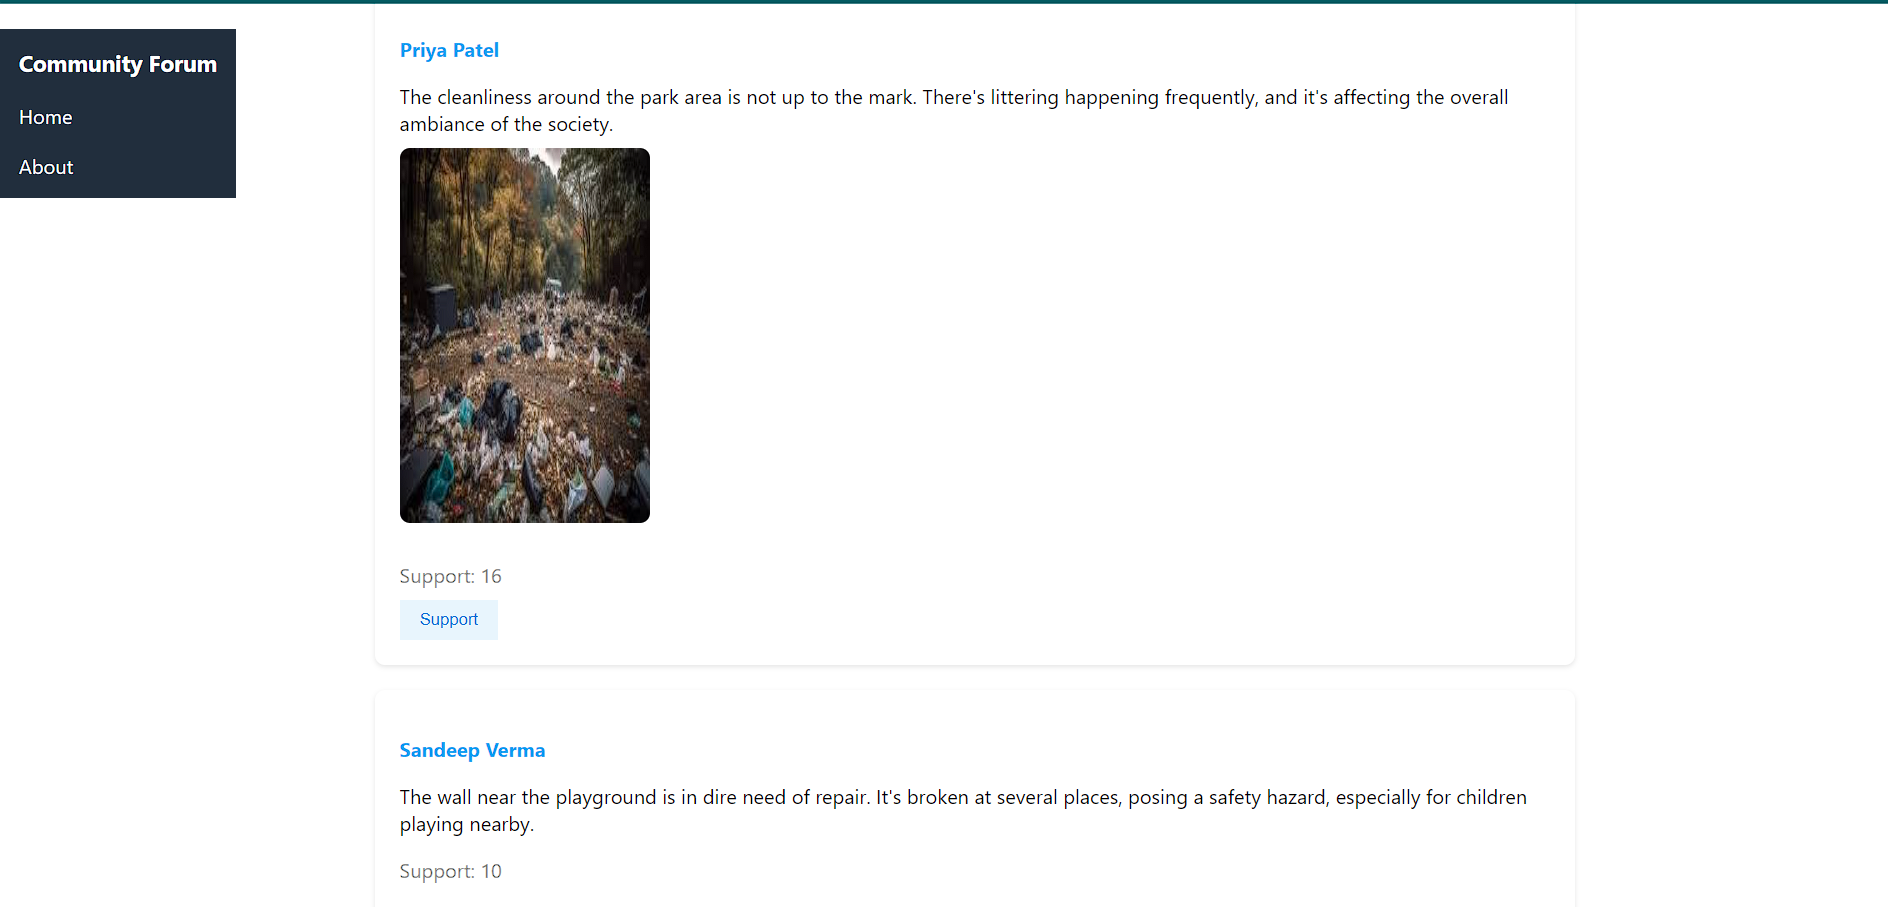 Community Forum
Home
About
Priya Patel
The cleanliness around the park area is not up to the mark. There's littering happening frequently, and it's affecting the overall
ambiance of the society.
Support: 16
Support
Sandeep Verma
The wall near the playground is in dire need of repair. It's broken at several places, posing a safety hazard, especially for children
playing nearby.
Support: 10